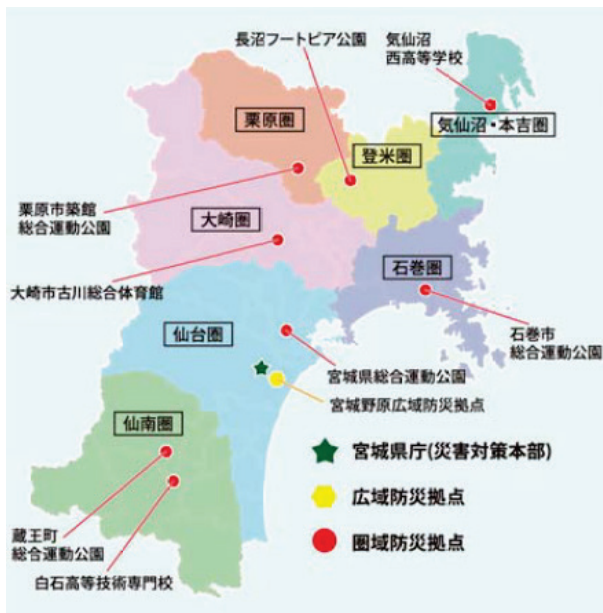 長沼フートピア公園
気仙沼
西高等学校
栗原圏
気仙沼・本吉圏
登米圏
栗原市築館
総合運動公園
大崎圏
石巻圏
大崎市古川総合体育館
仙台圏
石巻市
総合運動公園
宮城県総合運動公園
宮城野原広域防災拠点
仙南圏
宮城県庁(災害対策本部)
広域防災拠点
圏域防災拠点
蔵王町
総合運動公園
白石高等技術専門校